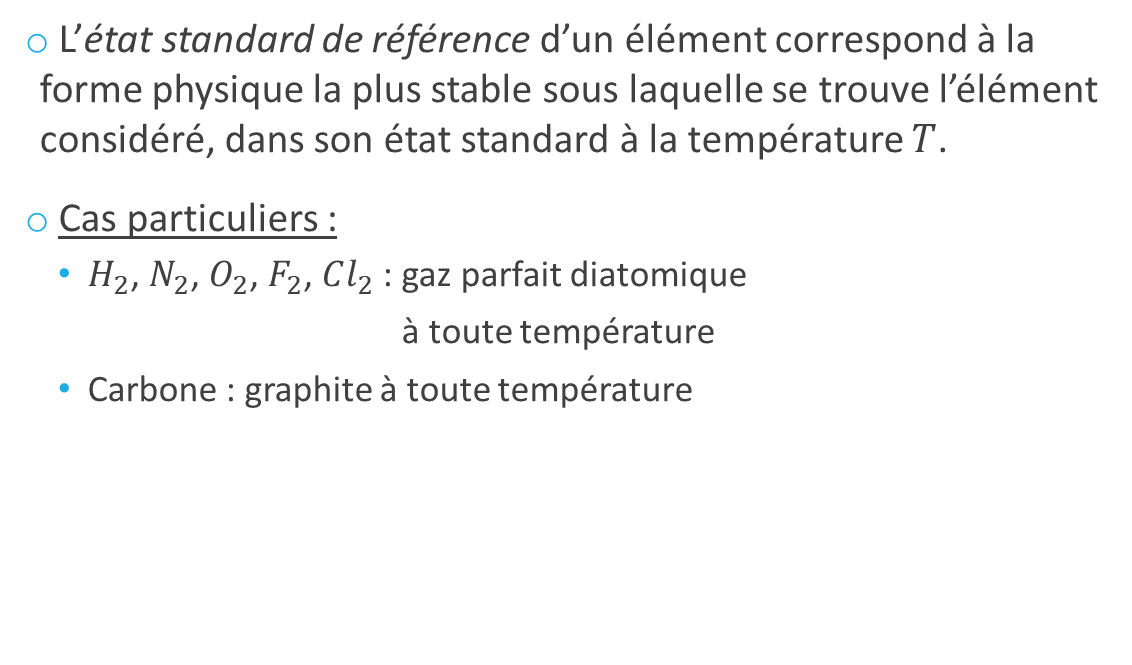 o L’état standard de référence d’un élément correspond à la
forme physique la plus stable sous laquelle se trouve l’élément
considéré, dans son état standard à la température T.
o Cas particuliers :
• H₂, N₂, O₂, F₂, Cl₂ : gaz parfait diatomique
à toute température
• Carbone : graphite à toute température